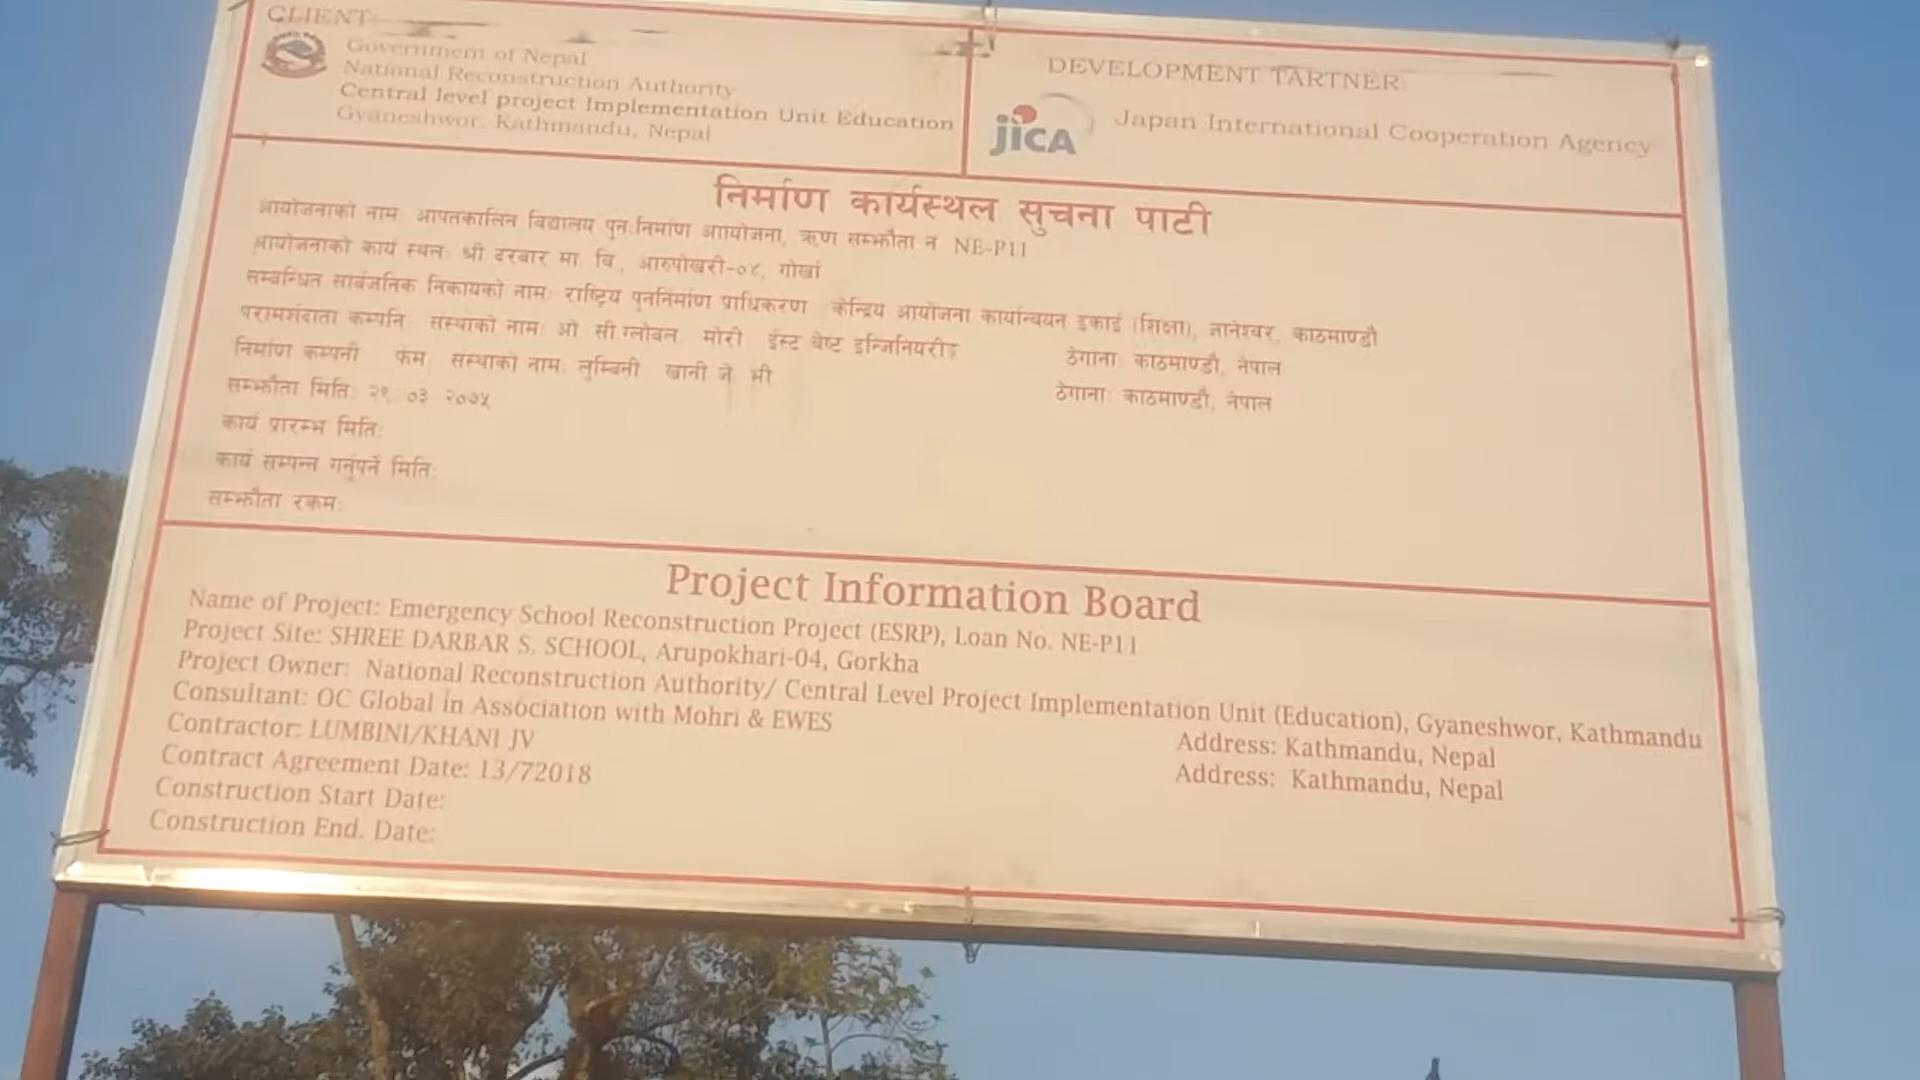 CLIENT:
Government of Nepal
National Reconstruction Authority
Central level project Implementation Unit Education
Gyaneshwor, Kathmandu, Nepal
DEVELOPMENT TARTNER:
jica
Japan International Cooperation Agency
निर्माण कार्यस्थल सुचना पाटी
आयोजनाको नाम: आपतकालिन विद्यालय पुन:निर्माण आयोजना, ऋण सम्झौता नं NE-P11
आयोजनाको कार्य स्थल: श्री दरबार मा. वि., आरुपोखरी-०४, गोर्खा
सम्बन्धित सार्वजनिक निकायको नाम: राष्ट्रिय पुननिर्माण प्राधिकरण केन्द्रिय आयोजना कार्यान्वयन इकाई (शिक्षा), ज्ञानेश्वर, काठमाण्डौ
परामर्शदाता कम्पनि संस्थाको नाम: ओ सी ग्लोबल मोरी ईस्ट वेष्ट इन्जिनियरीङ ठेगाना: काठमाण्डौ, नेपाल
निर्माण कम्पनी फर्म संस्थाको नाम: लुम्बिनी खानी जे भी ठेगाना: काठमाण्डौ, नेपाल
सम्झौता मिति: २९ ०३ २०७५
कार्य प्रारम्भ मिति:
कार्य सम्पन्न गर्नुपर्ने मिति:
सम्झौता रकम:
Project Information Board
Name of Project: Emergency School Reconstruction Project (ESRP), Loan No. NE-P11
Project Site: SHREE DARBAR S. SCHOOL, Arupokhari-04, Gorkha
Project Owner: National Reconstruction Authority/ Central Level Project Implementation Unit (Education), Gyaneshwor, Kathmandu
Consultant: OC Global in Association with Mohri & EWES Address: Kathmandu, Nepal
Contractor: LUMBINI/KHANI JV Address: Kathmandu, Nepal
Contract Agreement Date: 13/72018
Construction Start Date:
Construction End. Date: